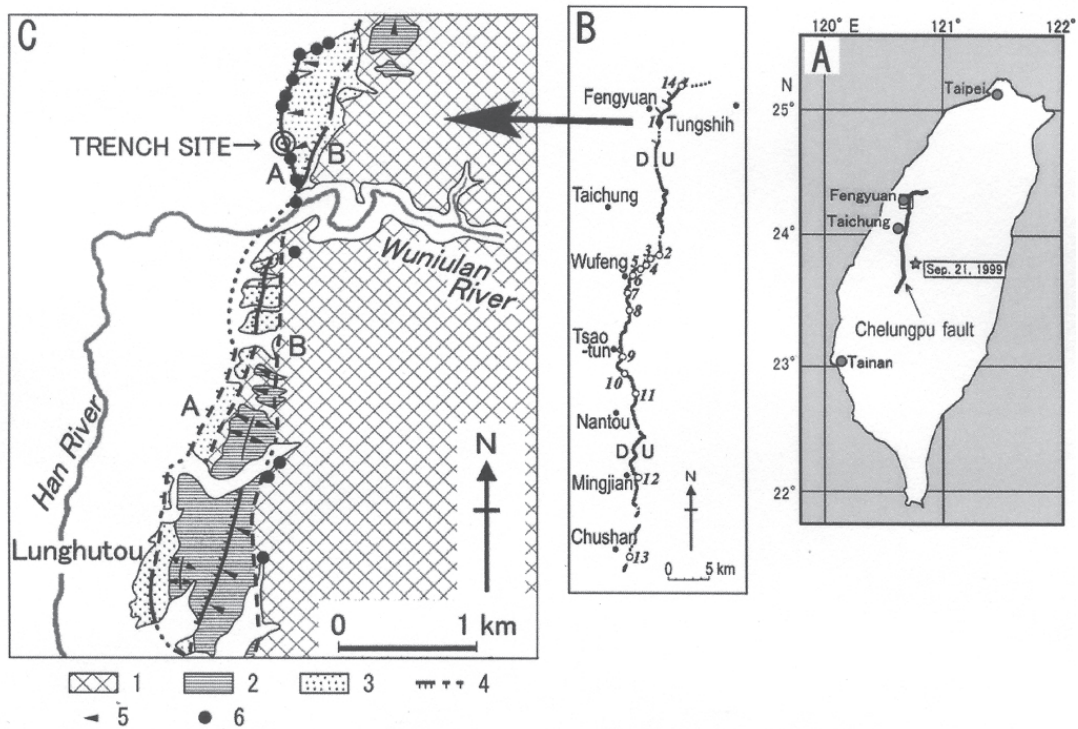 C
TRENCH SITE
A
B
Wuniulan River
B
A
Han River
Lunghutou
N
0 1 km
1 2 3 4
5 6
B
14
Fengyuan
1
Tungshih
D U
Taichung
3 2
Wufeng
5 4
6
7
8
Tsao
-tun
9
10
11
Nantou
D U
Mingjian
12
N
Chushan
13
0 5 km
120° E 121° 122°
A
N
Taipei
25°
Fengyuan
Taichung
24°
Sep. 21, 1999
Chelungpu fault
23°
Tainan
22°